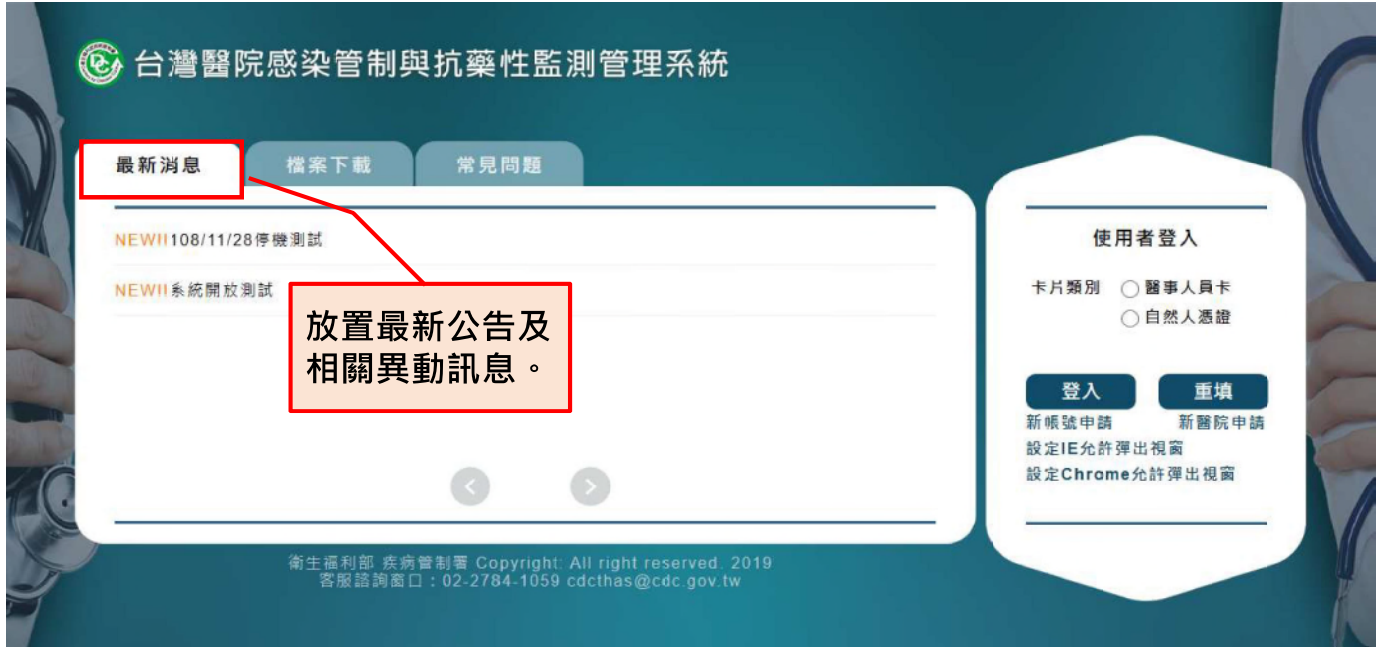 台灣醫院感染管制與抗藥性監測管理系統
最新消息
檔案下載
常見問題
NEW!!108/11/28停機測試
NEW!!系統開放測試
放置最新公告及
相關異動訊息。
使用者登入
卡片類別 醫事人員卡
自然人憑證
登入 重填
新帳號申請 新醫院申請
設定IE允許彈出視窗
設定Chrome允許彈出視窗
衛生福利部 疾病管制署 Copyright: All right reserved. 2019
客服諮詢窗口：02-2784-1059 cdcthas@cdc.gov.tw